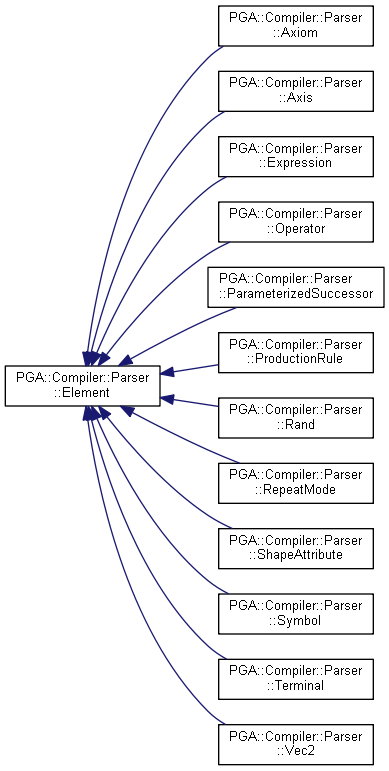 PGA::Compiler::Parser
::Axiom
PGA::Compiler::Parser
::Axis
PGA::Compiler::Parser
::Expression
PGA::Compiler::Parser
::Operator
PGA::Compiler::Parser
::ParameterizedSuccessor
PGA::Compiler::Parser
::ProductionRule
PGA::Compiler::Parser
::Element
PGA::Compiler::Parser
::Rand
PGA::Compiler::Parser
::RepeatMode
PGA::Compiler::Parser
::ShapeAttribute
PGA::Compiler::Parser
::Symbol
PGA::Compiler::Parser
::Terminal
PGA::Compiler::Parser
::Vec2